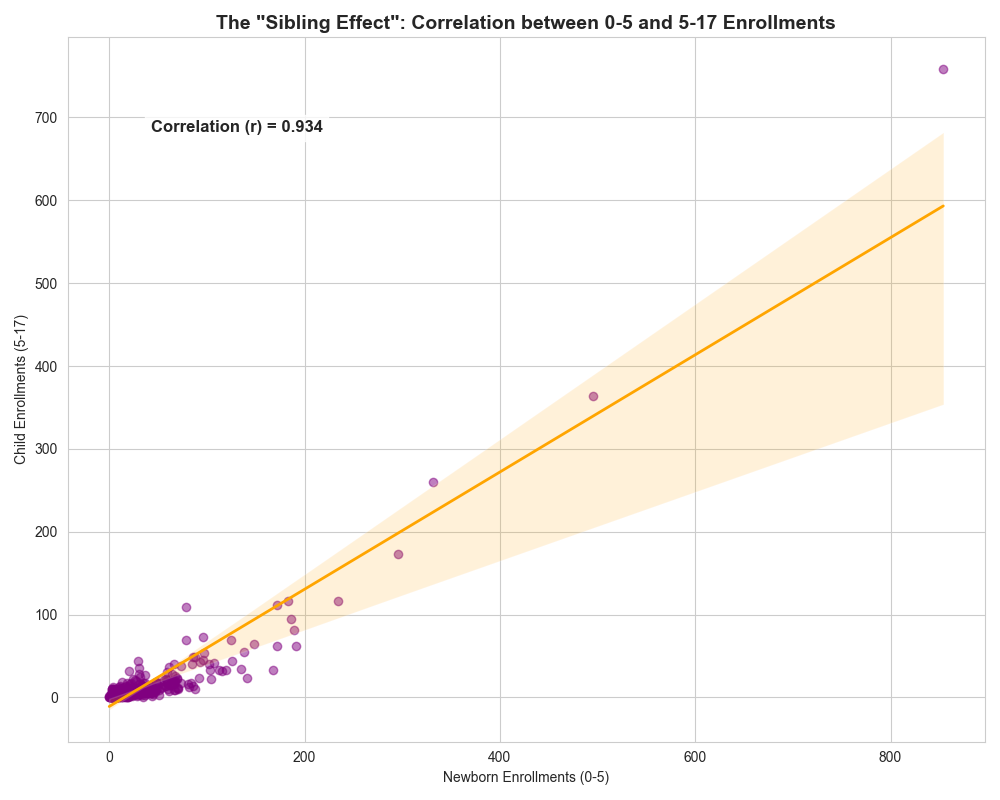 The "Sibling Effect": Correlation between 0-5 and 5-17 Enrollments
Correlation (r) = 0.934
Child Enrollments (5-17)
700
600
500
400
300
200
100
0
0 200 400 600 800
Newborn Enrollments (0-5)